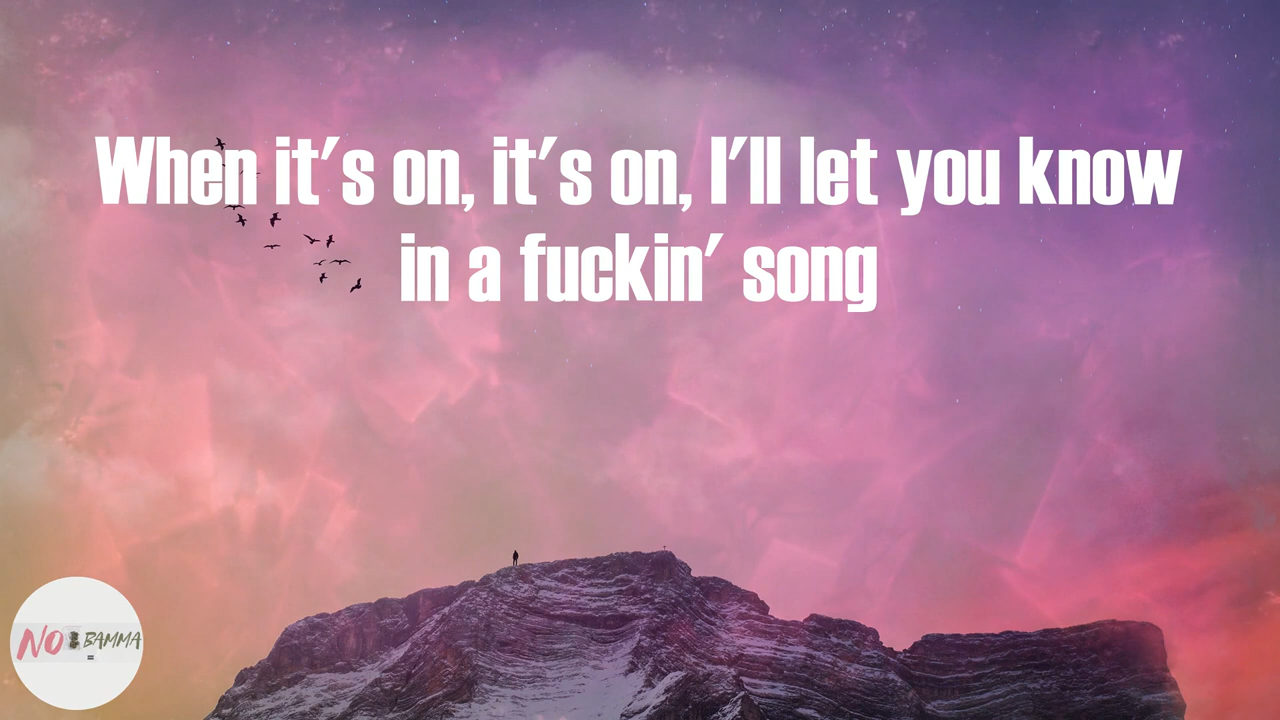 When it's on, it's on, I'll let you know
in a fuckin' song
NO BAMMA